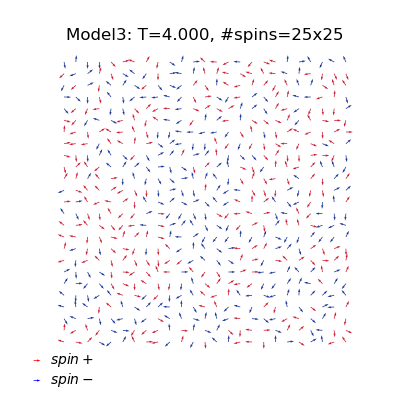 Model3: T=4.000, #spins=25x25
spin +
spin −